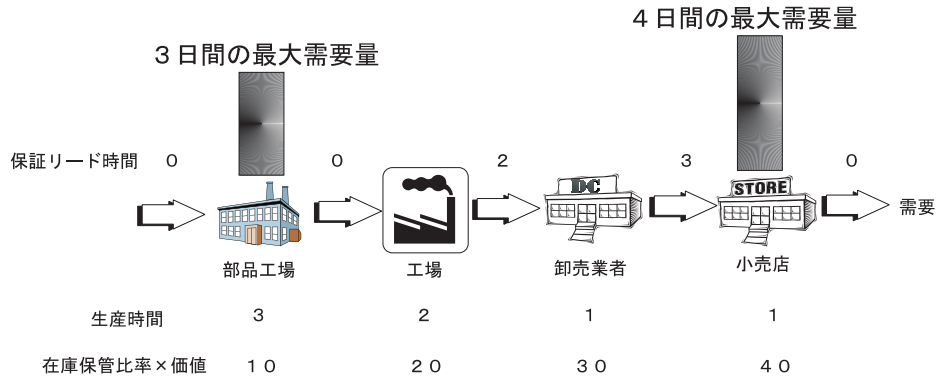 ４日間の最大需要量
３日間の最大需要量
保証リード時間 0 0 2 3 0
DC STORE
需要
部品工場 工場 卸売業者 小売店
生産時間 3 2 1 1
在庫保管比率×価値 10 20 30 40